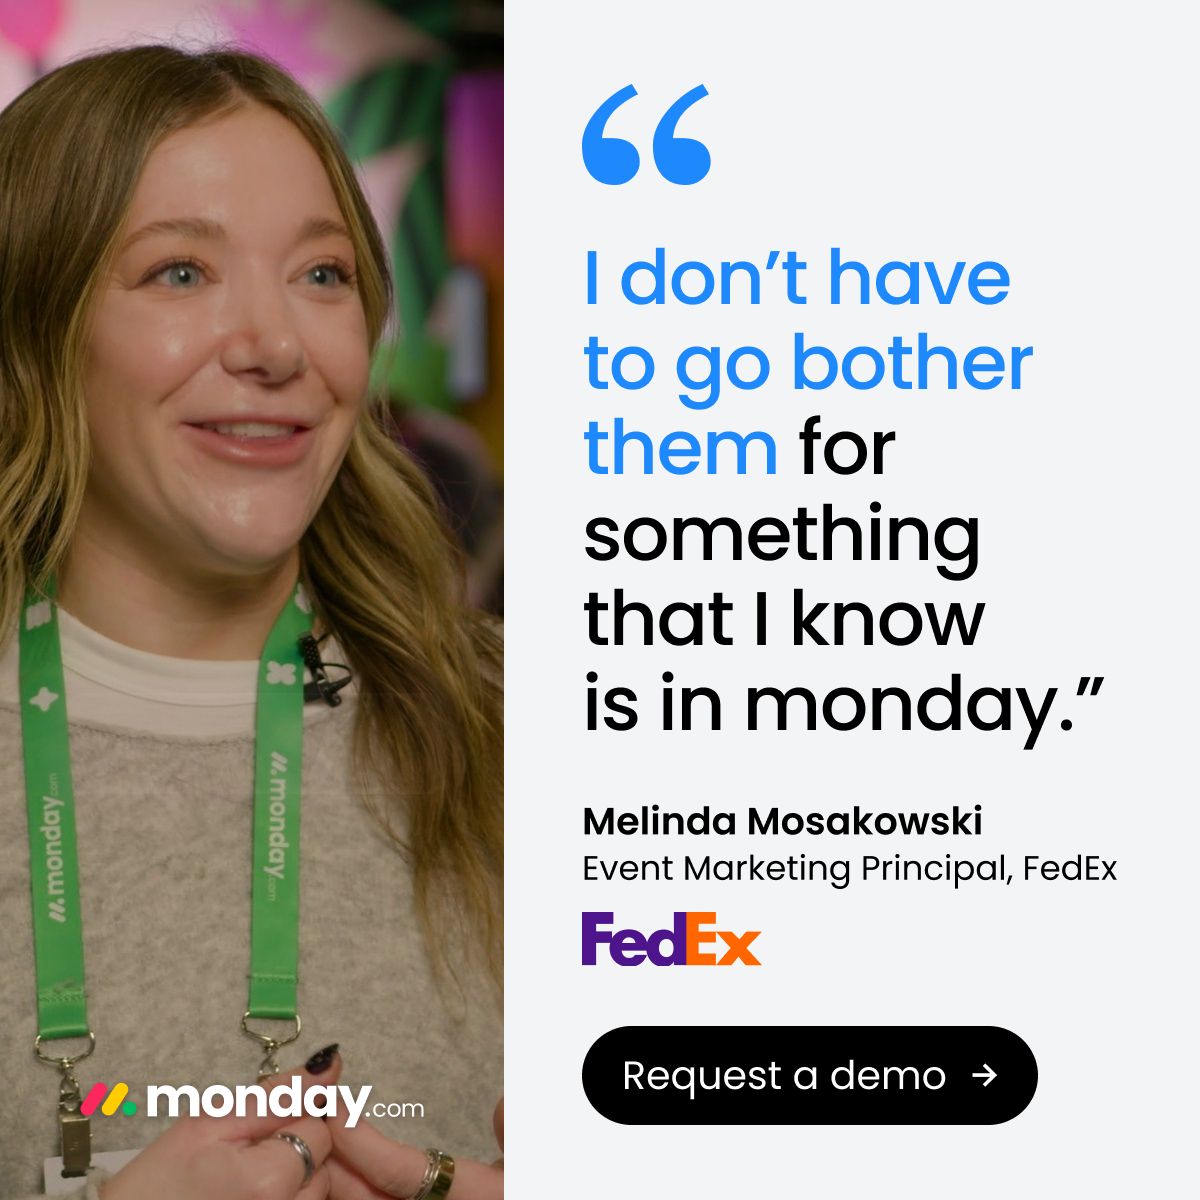 “
I don’t have
to go bother
them for
something
that I know
is in monday.”
Melinda Mosakowski
Event Marketing Principal, FedEx
FedEx
Request a demo →
monday.com
monday.com
monday.com